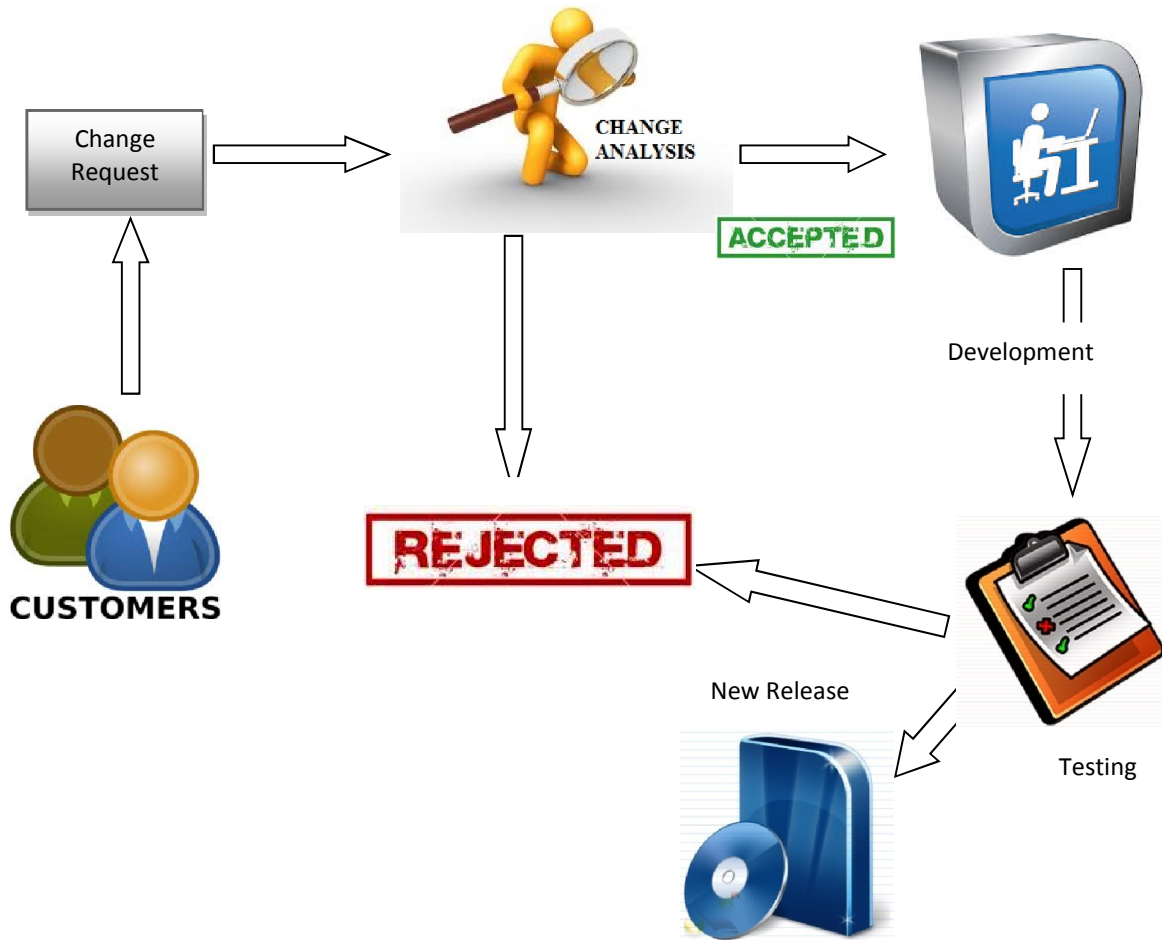 Change
Request
CHANGE
ANALYSIS
ACCEPTED
Development
CUSTOMERS
REJECTED
New Release
Testing